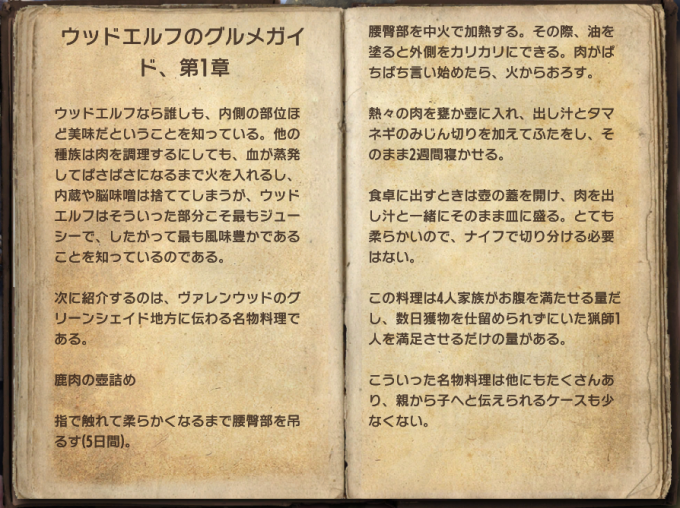 ウッドエルフのグルメガイ
ド、第1章
ウッドエルフなら誰しも、内側の部位ほ
ど美味だということを知っている。他の
種族は肉を調理するにしても、血が蒸発
してぱさぱさになるまで火を入れるし、
内蔵や脳味噌は捨ててしまうが、ウッド
エルフはそういった部分こそ最もジュー
シーで、したがって最も風味豊かである
ことを知っているのである。
次に紹介するのは、ヴァレンウッドのグ
リーンシェイド地方に伝わる名物料理で
ある。
鹿肉の壺詰め
指で触れて柔らかくなるまで腰臀部を吊
るす(5日間)。
腰臀部を中火で加熱する。その際、油を
塗ると外側をカリカリにできる。肉がぱ
ちぱち言い始めたら、火からおろす。
熱々の肉を甕か壺に入れ、出し汁とタマ
ネギのみじん切りを加えてふたをし、そ
のまま2週間寝かせる。
食卓に出すときは壺の蓋を開け、肉を出
し汁と一緒にそのまま皿に盛る。とても
柔らかいので、ナイフで切り分ける必要
はない。
この料理は4人家族がお腹を満たせる量だ
し、数日獲物を仕留められずにいた猟師1
人を満足させるだけの量がある。
こういった名物料理は他にもたくさんあ
り、親から子へと伝えられるケースも少
なくない。